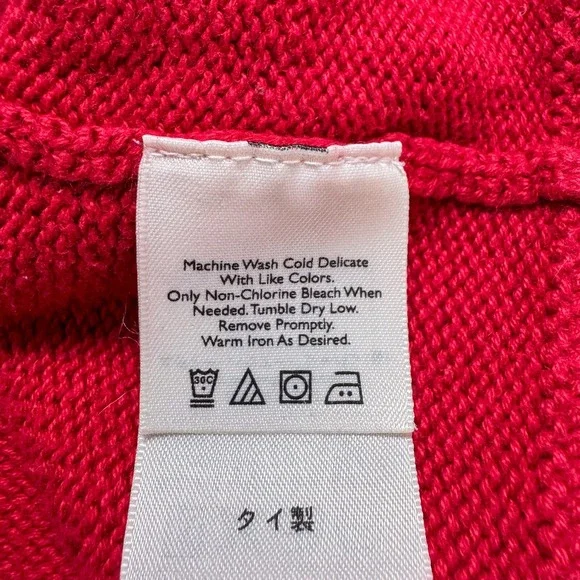 Machine Wash Cold Delicate
With Like Colors.
Only Non-Chlorine Bleach When
Needed. Tumble Dry Low.
Remove Promptly.
Warm Iron As Desired.
30C
タイ製